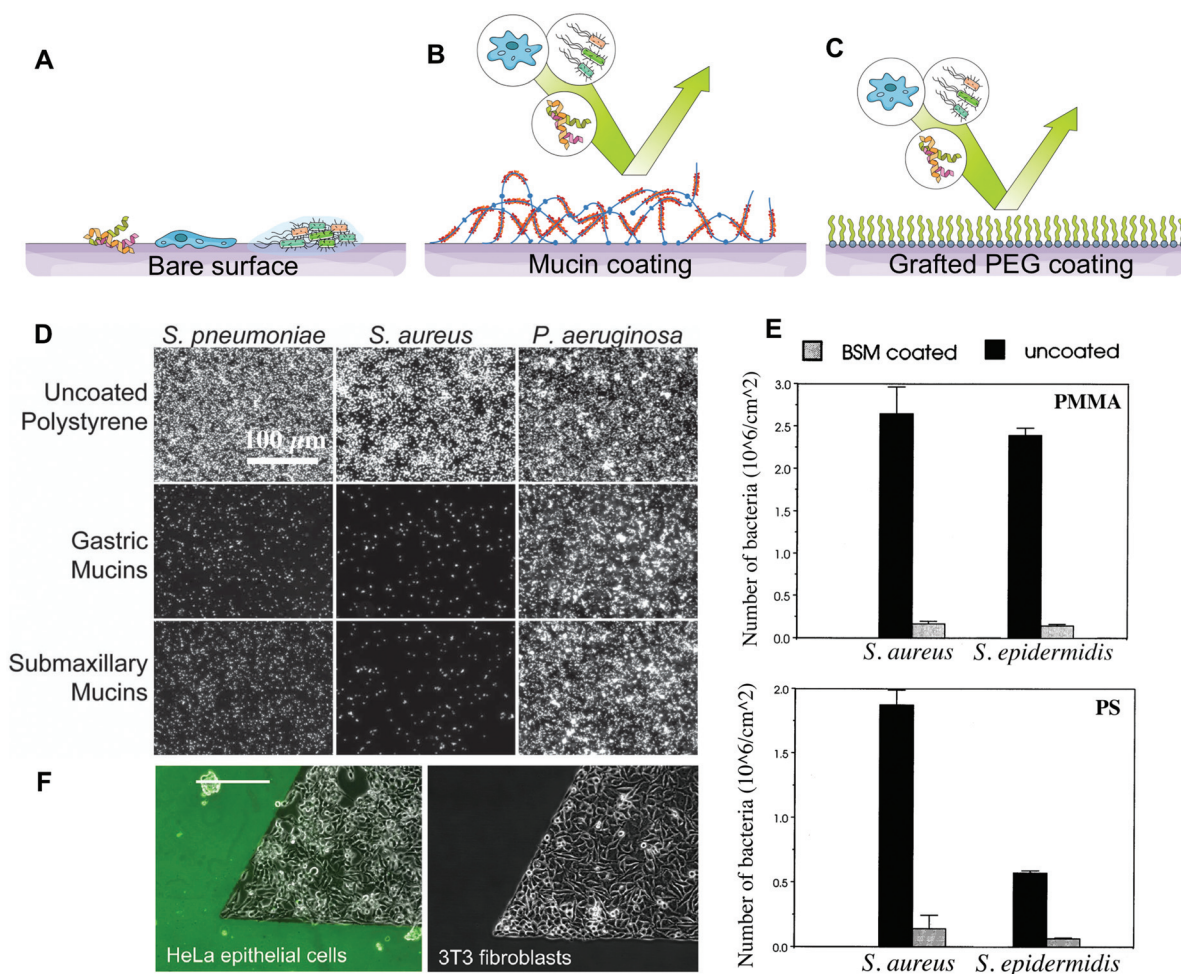 A
Bare surface
B
Mucin coating
C
Grafted PEG coating
D
S. pneumoniae
S. aureus
P. aeruginosa
Uncoated
Polystyrene
100 µm
Gastric
Mucins
Submaxillary
Mucins
E
BSM coated
uncoated
Number of bacteria (10^6/cm^2)
3.0
2.5
2.0
1.5
1.0
0.5
0.0
PMMA
S. aureus
S. epidermidis
Number of bacteria (10^6/cm^2)
2.0
1.5
1.0
0.5
0.0
PS
S. aureus
S. epidermidis
F
HeLa epithelial cells
3T3 fibroblasts